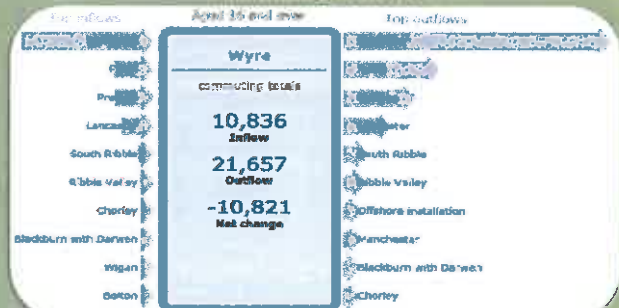 Top inflows
Aged 16 and over
Top outflows
Wyre
commuting totals
10,836
Inflow
21,657
Outflow
-10,821
Net change
Lancaster
South Ribble
Ribble Valley
Chorley
Blackburn with Darwen
Wigan
Bolton
South Ribble
Ribble Valley
Offshore installation
Manchester
Blackburn with Darwen
Chorley